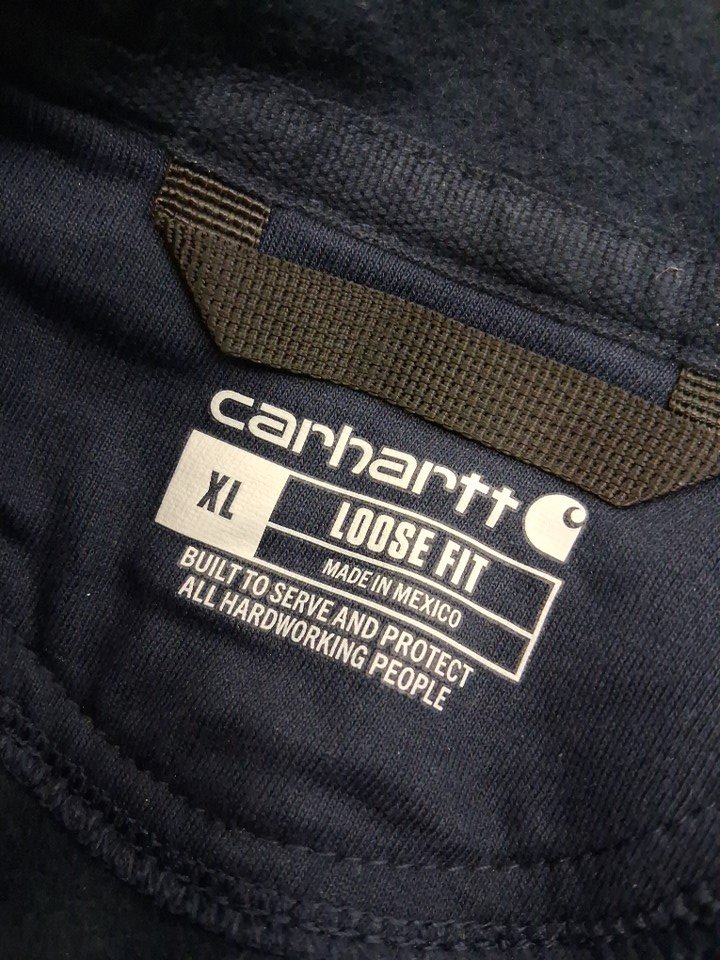 carhartt
XL
LOOSE FIT
MADE IN MEXICO
BUILT TO SERVE AND PROTECT
ALL HARDWORKING PEOPLE